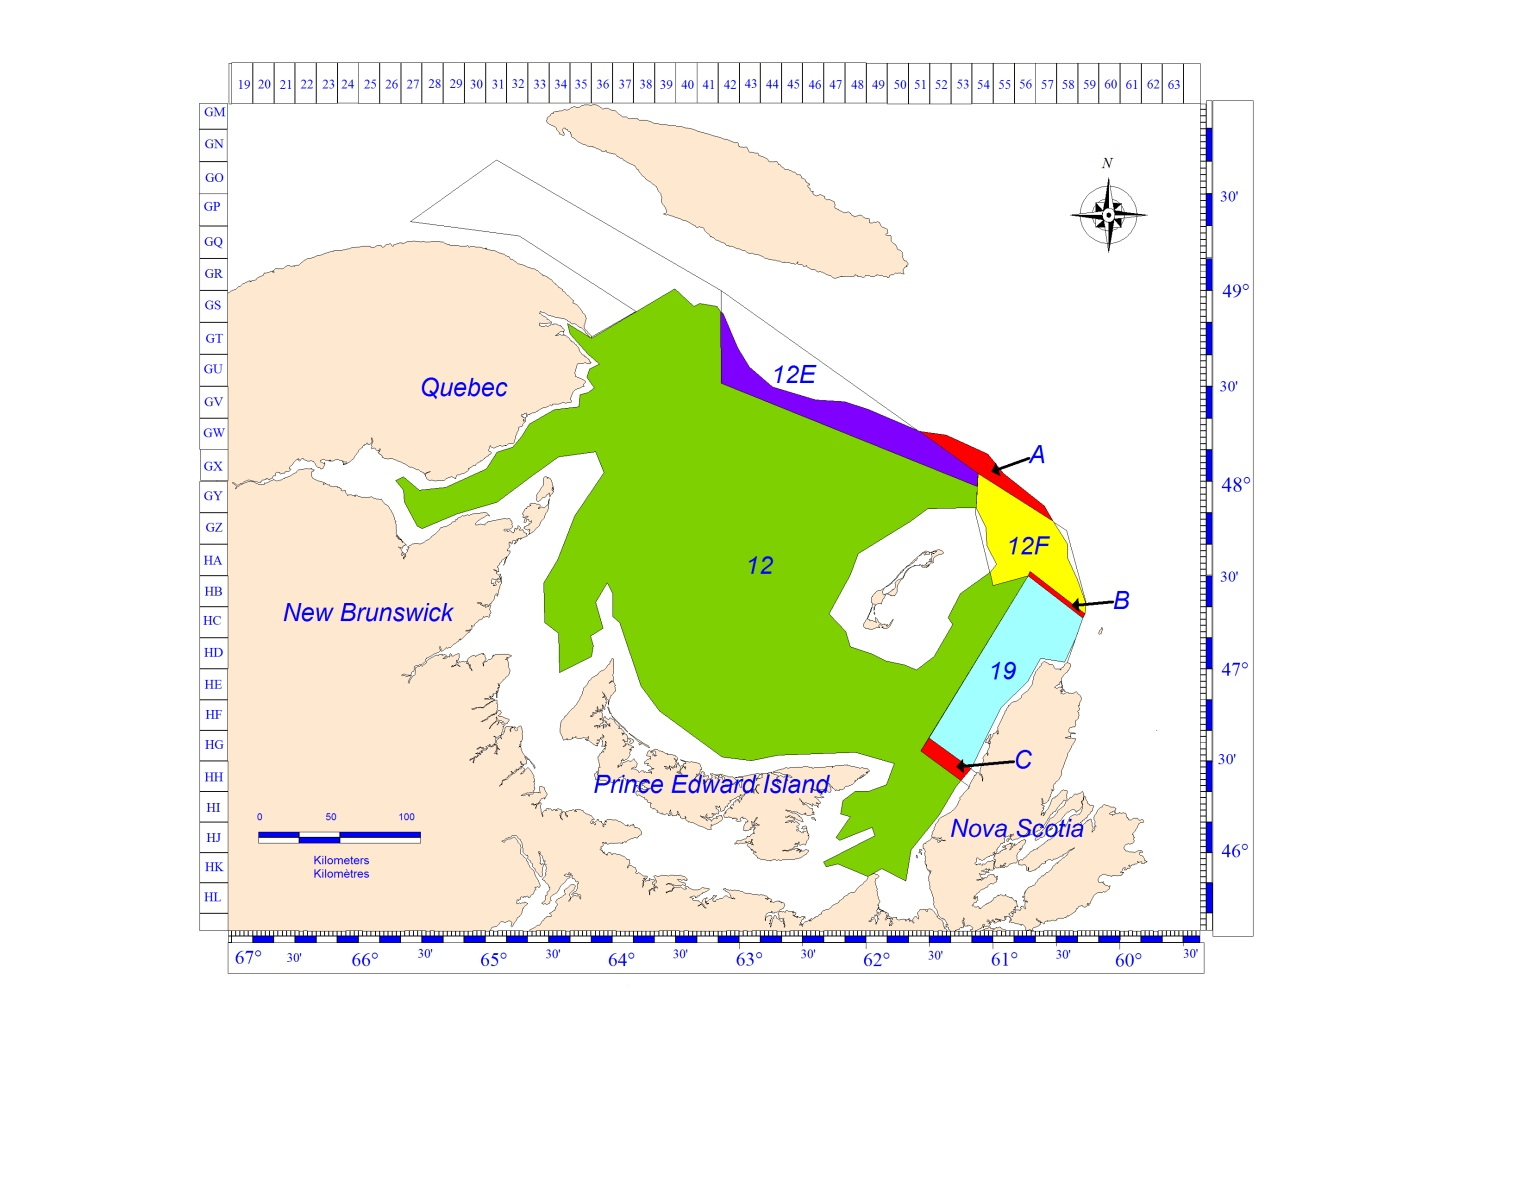 19 20 21 22 23 24 25 26 27 28 29 30 31 32 33 34 35 36 37 38 39 40 41 42 43 44 45 46 47 48 49 50 51 52 53 54 55 56 57 58 59 60 61 62 63
GM
GN
GO
GP
GQ
GR
GS
GT
GU
GV
GW
GX
GY
GZ
HA
HB
HC
HD
HE
HF
HG
HH
HI
HJ
HK
HL
N
30'
49°
30'
48°
30'
47°
30'
46°
12E
Quebec
A
12F
12
B
New Brunswick
19
C
Prince Edward Island
Nova Scotia
0 50 100
Kilometers
Kilomètres
67° 30' 66° 30' 65° 30' 64° 30' 63° 30' 62° 30' 61° 30' 60° 30'